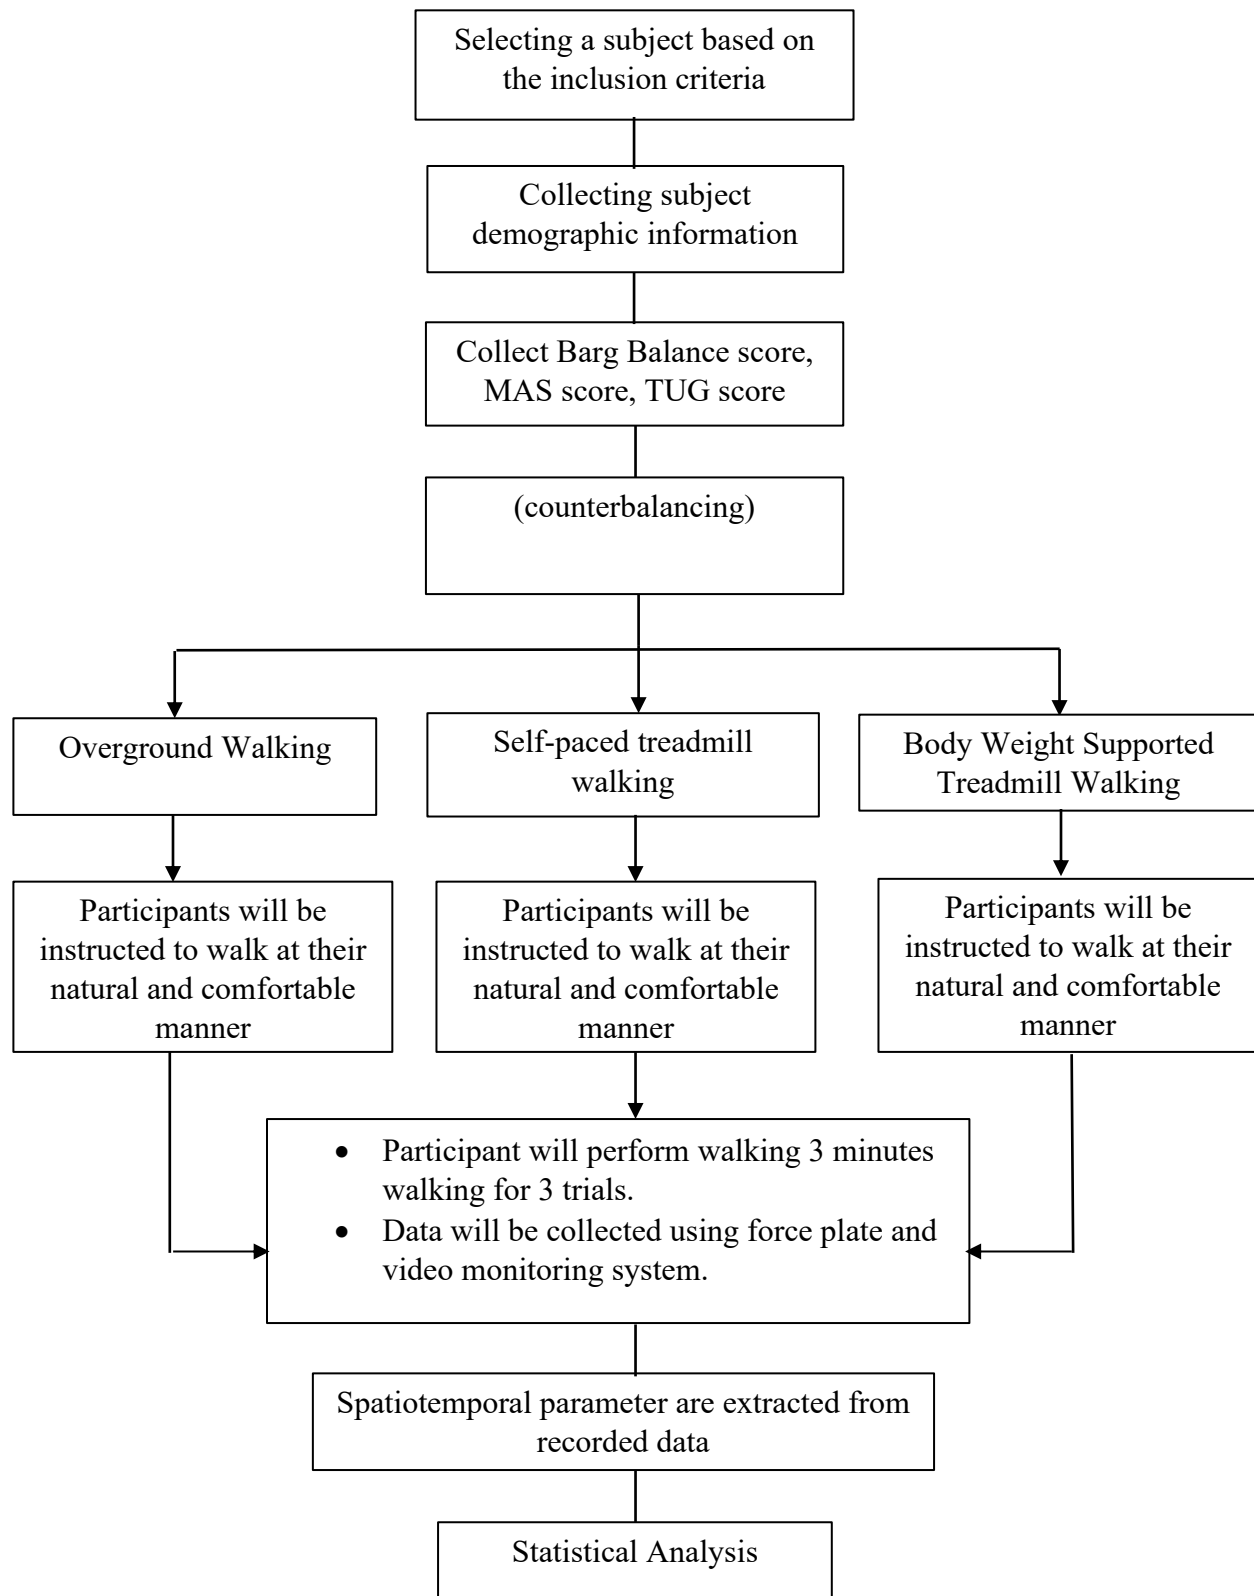 Selecting a subject based on
the inclusion criteria
Collecting subject
demographic information
Collect Barg Balance score,
MAS score, TUG score
(counterbalancing)
Overground Walking
Self-paced treadmill
walking
Body Weight Supported
Treadmill Walking
Participants will be
instructed to walk at their
natural and comfortable
manner
Participants will be
instructed to walk at their
natural and comfortable
manner
Participants will be
instructed to walk at their
natural and comfortable
manner
• Participant will perform walking 3 minutes
walking for 3 trials.
• Data will be collected using force plate and
video monitoring system.
Spatiotemporal parameter are extracted from
recorded data
Statistical Analysis